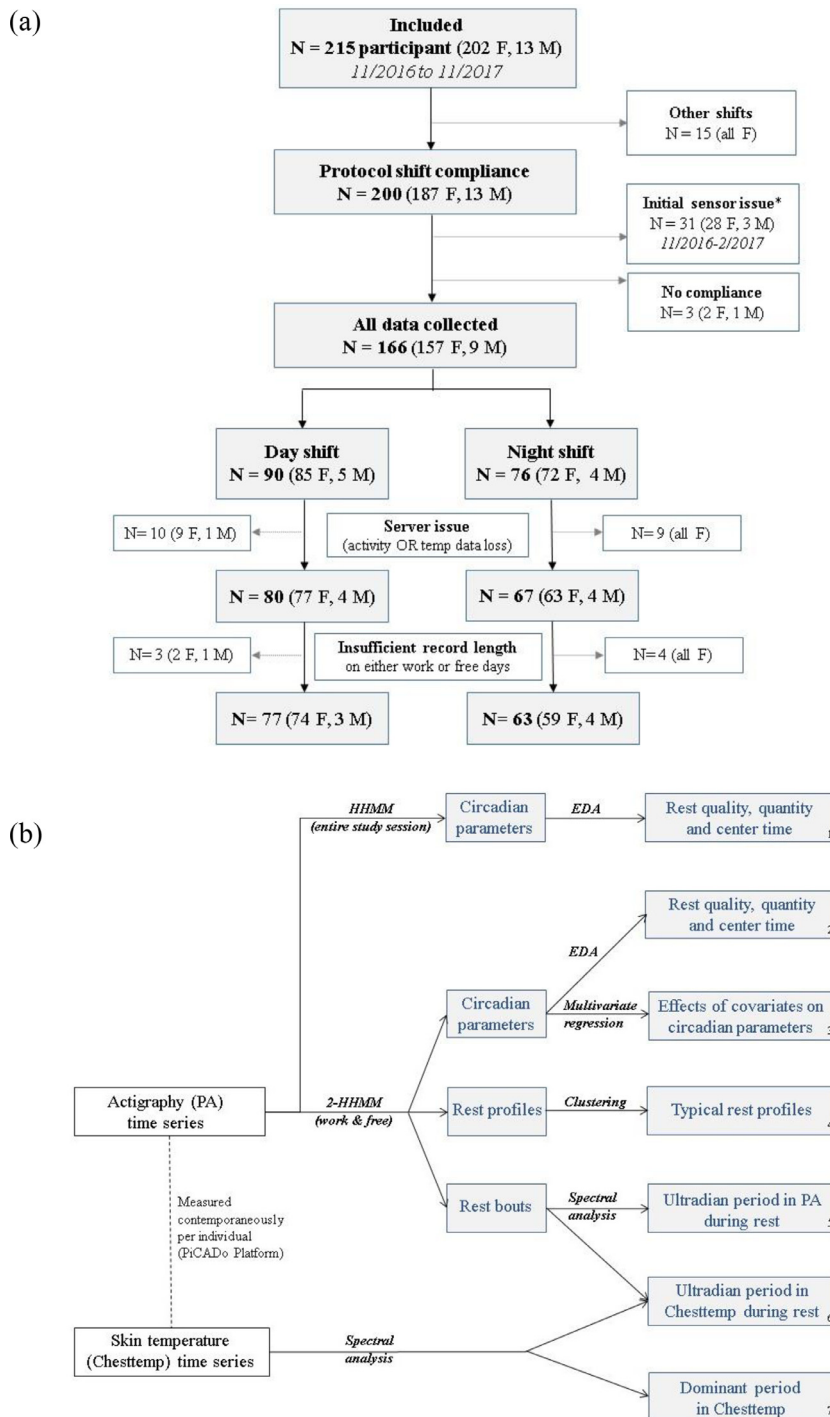 (a)
Included
N = 215 participant (202 F, 13 M)
11/2016 to 11/2017
Other shifts
N = 15 (all F)
Protocol shift compliance
N = 200 (187 F, 13 M)
Initial sensor issue*
N = 31 (28 F, 3 M)
11/2016-2/2017
No compliance
N= 3 (2 F, 1 M)
All data collected
N = 166 (157 F, 9 M)
Day shift
N = 90 (85 F, 5 M)
Night shift
N = 76 (72 F, 4 M)
N= 10 (9 F, 1 M)
Server issue
(activity OR temp data loss)
N= 9 (all F)
N = 80 (77 F, 4 M)
N = 67 (63 F, 4 M)
N= 3 (2 F, 1 M)
Insufficient record length
on either work or free days
N=4 (all F)
N= 77 (74 F, 3 M)
N= 63 (59 F, 4 M)
(b)
HHMM
(entire study session)
Circadian
parameters
EDA
Rest quality, quantity
and center time
1
Rest quality, quantity
and center time
2
EDA
Circadian
parameters
Multivariate
regression
Effects of covariates on
circadian parameters
3
Actigraphy (PA)
time series
2-HHMM
(work & free)
Rest profiles
Clustering
Typical rest profiles
4
Measured
contemporaneously
per individual
(PiCADo Platform)
Rest bouts
Spectral
analysis
Ultradian period in PA
during rest
5
Ultradian period in
Chesttemp during rest
6
Skin temperature
(Chesttemp) time series
Spectral
analysis
Dominant period
in Chesttemp
7